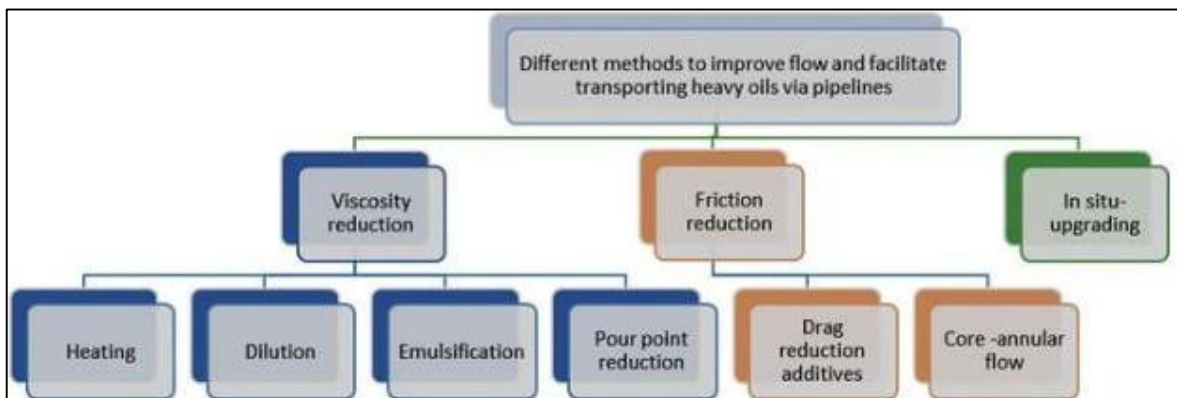 Different methods to improve flow and facilitate
transporting heavy oils via pipelines
Viscosity
reduction
Friction
reduction
In situ-
upgrading
Heating
Dilution
Emulsification
Pour point
reduction
Drag
reduction
additives
Core -annular
flow